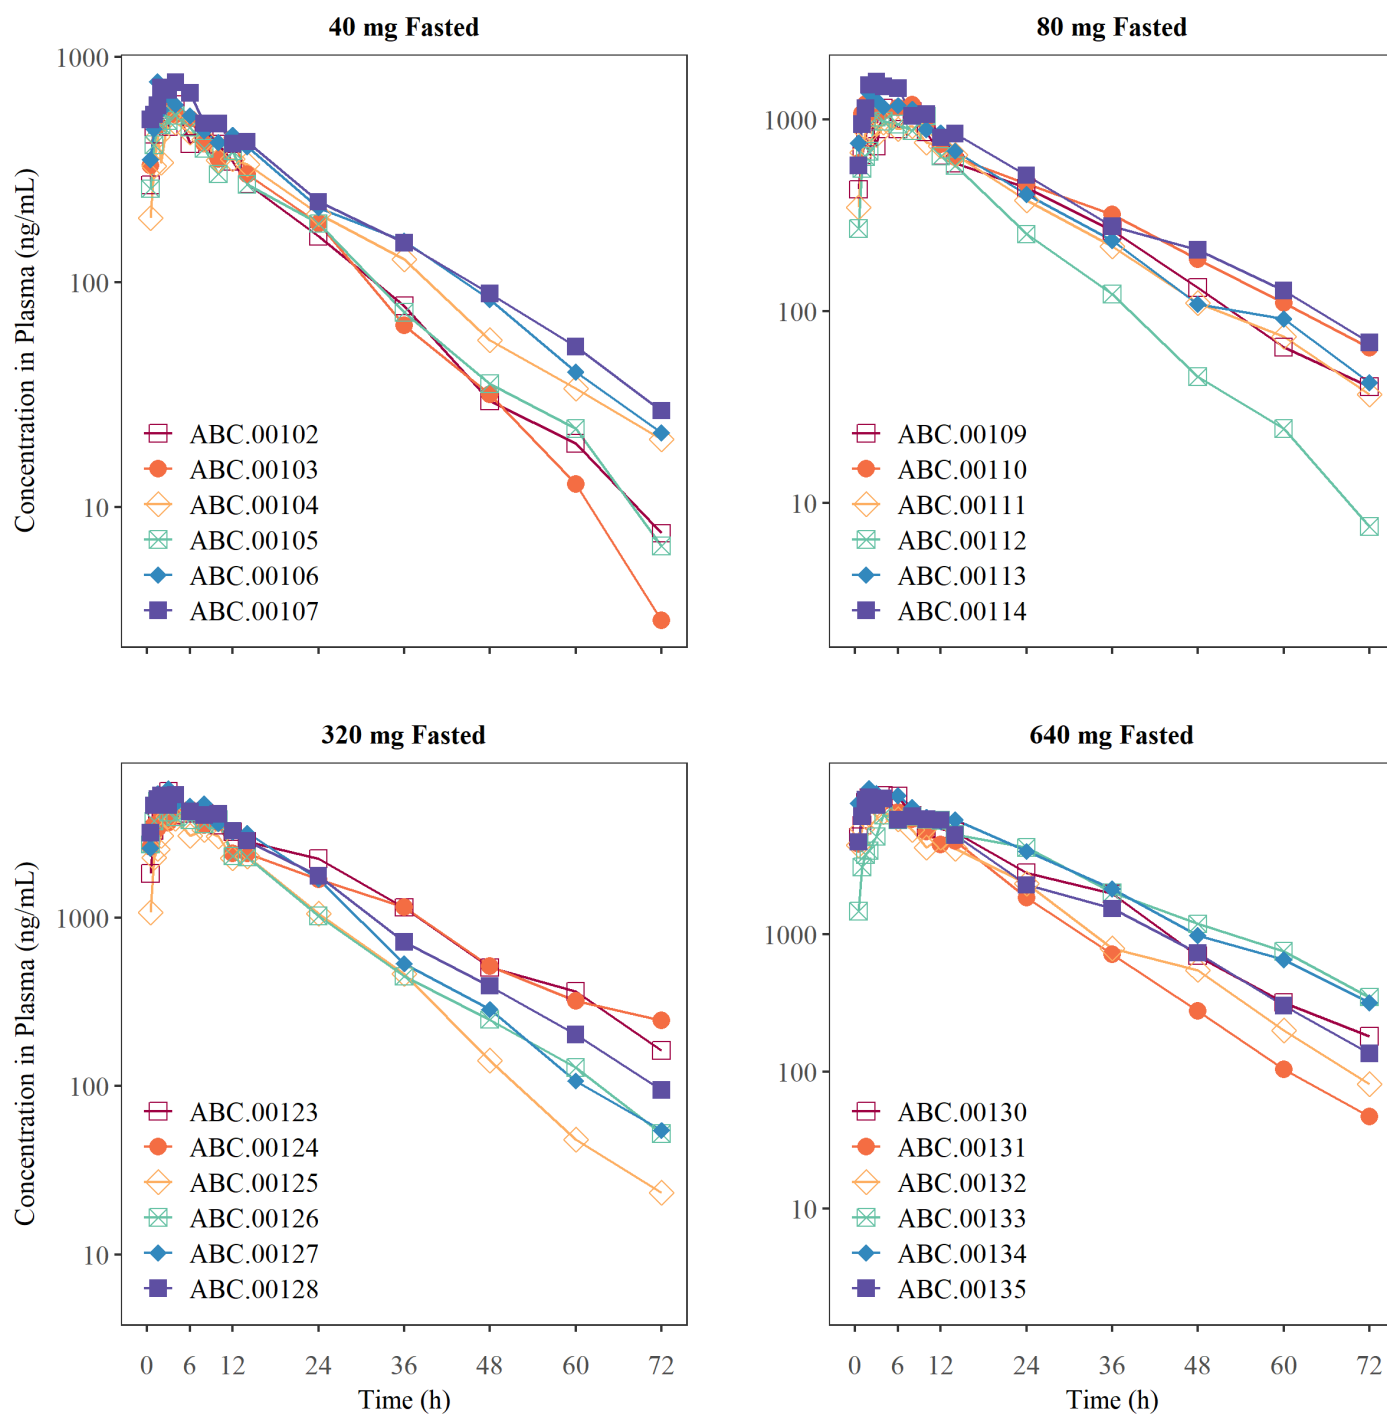 40 mg Fasted
80 mg Fasted
Concentration in Plasma (ng/mL)
1000
100
10
ABC.00102
ABC.00103
ABC.00104
ABC.00105
ABC.00106
ABC.00107
1000
100
10
ABC.00109
ABC.00110
ABC.00111
ABC.00112
ABC.00113
ABC.00114
320 mg Fasted
640 mg Fasted
Concentration in Plasma (ng/mL)
1000
100
10
ABC.00123
ABC.00124
ABC.00125
ABC.00126
ABC.00127
ABC.00128
0 6 12 24 36 48 60 72
Time (h)
1000
100
10
ABC.00130
ABC.00131
ABC.00132
ABC.00133
ABC.00134
ABC.00135
0 6 12 24 36 48 60 72
Time (h)